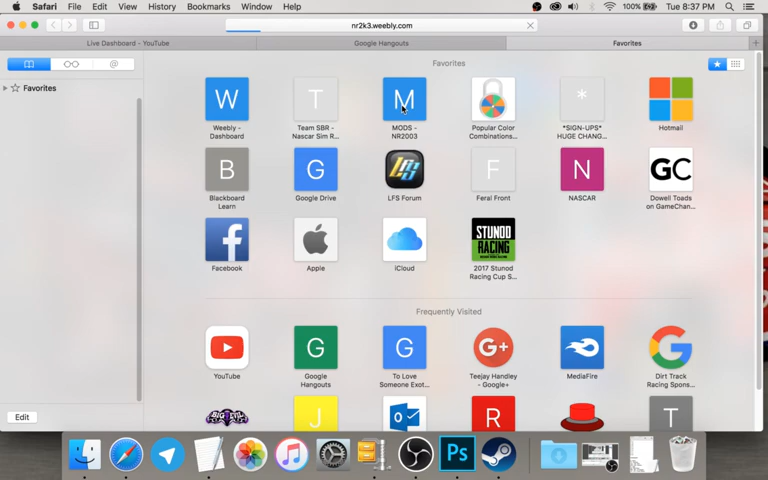 Safari File Edit View History Bookmarks Window Help 100% Tue 8:37 PM
nr2k3.weebly.com
Live Dashboard - YouTube Google Hangouts Favorites
Favorites
Favorites
W T M * 
Weebly - Dashboard
Team SBR - Nascar Sim R...
MODS - NR2003
Popular Color Combinations...
*SIGN-UPS* HUGE CHANG...
Hotmail
B G LFS F N GC
Blackboard Learn
Google Drive
LFS Forum
Feral Front
NASCAR
Dowell Toads on GameChan...
f STUNOD RACING
Facebook
Apple
iCloud
2017 Stunod Racing Cup S...
Frequently Visited
G G G+ G
YouTube
Google Hangouts
To Love Someone Exot...
Teejay Handley - Google+
MediaFire
Dirt Track Racing Spons...
J R T
Edit
Ps